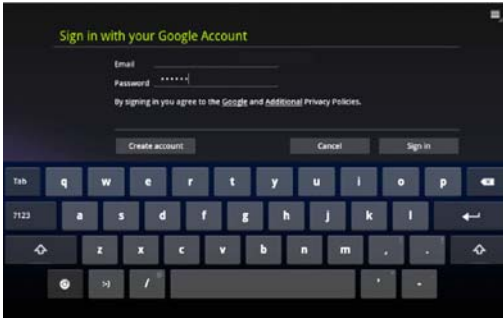 Sign in with your Google Account
Email
Password ······
By signing in you agree to the Google and Additional Privacy Policies.
Create account Cancel Sign in
Tab q w e r t y u i o p
?123 a s d f g h j k l
z x c v b n m , .
@ :-) / ' -